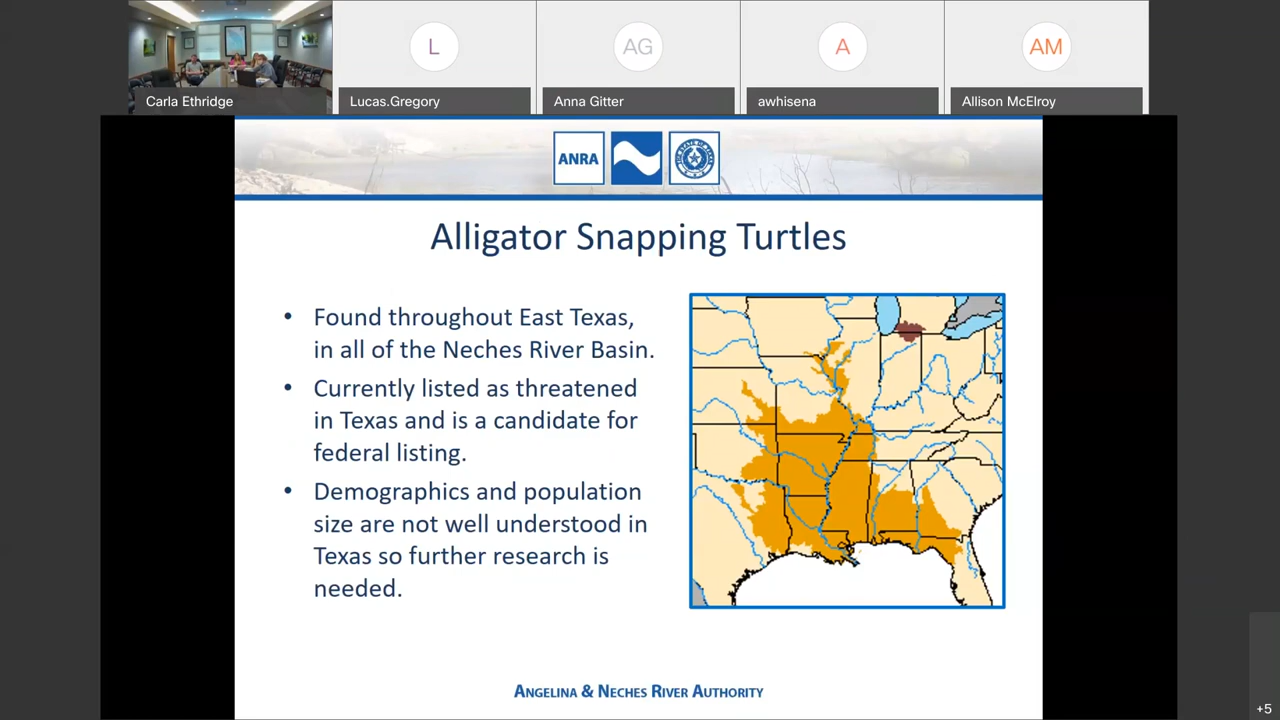 Carla Ethridge
L
Lucas.Gregory
AG
Anna Gitter
A
awhisena
AM
Allison McElroy
ANRA
Alligator Snapping Turtles
• Found throughout East Texas,
in all of the Neches River Basin.
• Currently listed as threatened
in Texas and is a candidate for
federal listing.
• Demographics and population
size are not well understood in
Texas so further research is
needed.
ANGELINA & NECHES RIVER AUTHORITY
+5